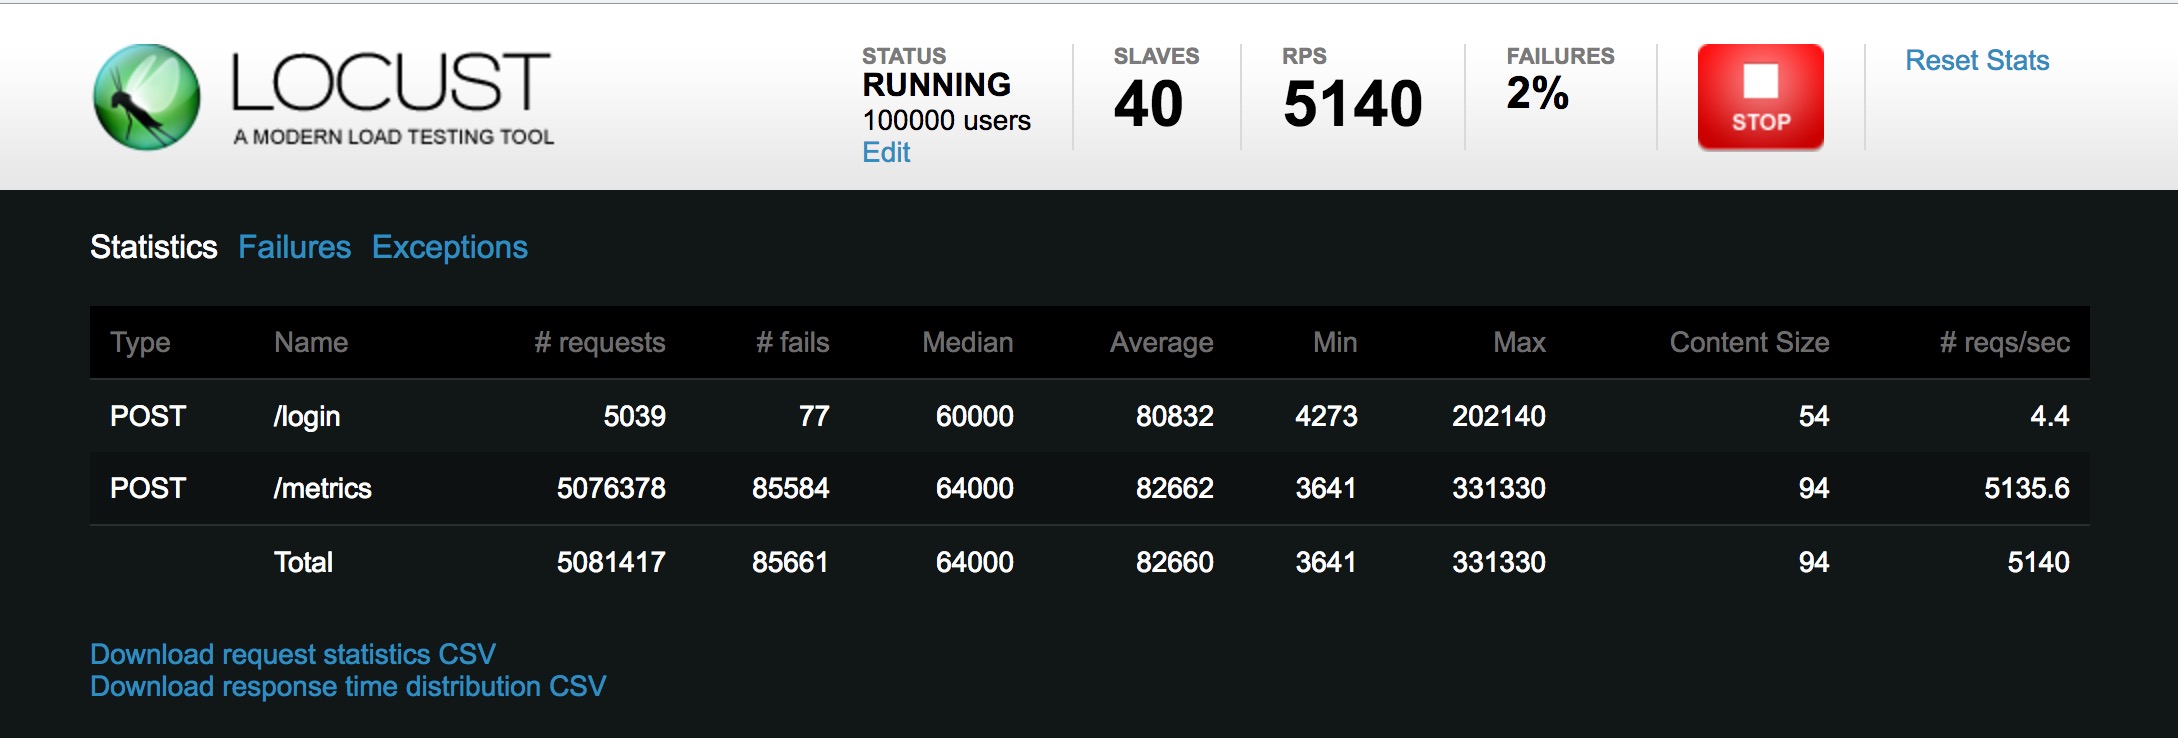 LOCUST
A MODERN LOAD TESTING TOOL
STATUS
RUNNING
100000 users
Edit
SLAVES
40
RPS
5140
FAILURES
2%
STOP
Reset Stats
Statistics Failures Exceptions
Type Name # requests # fails Median Average Min Max Content Size # reqs/sec
POST /login 5039 77 60000 80832 4273 202140 54 4.4
POST /metrics 5076378 85584 64000 82662 3641 331330 94 5135.6
Total 5081417 85661 64000 82660 3641 331330 94 5140
Download request statistics CSV
Download response time distribution CSV